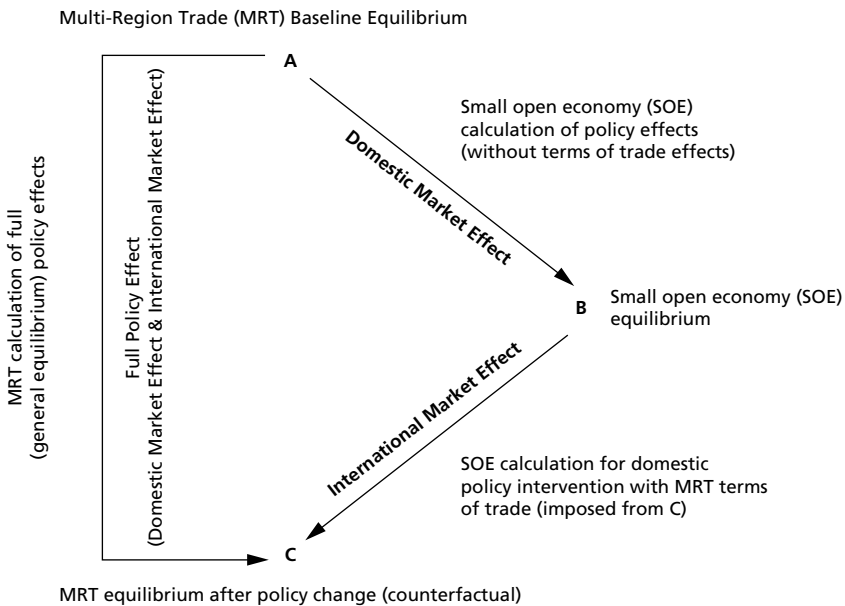 Multi-Region Trade (MRT) Baseline Equilibrium
A
MRT calculation of full
(general equilibrium) policy effects
Full Policy Effect
(Domestic Market Effect & International Market Effect)
Domestic Market Effect
Small open economy (SOE)
calculation of policy effects
(without terms of trade effects)
B
Small open economy (SOE)
equilibrium
International Market Effect
SOE calculation for domestic
policy intervention with MRT terms
of trade (imposed from C)
C
MRT equilibrium after policy change (counterfactual)